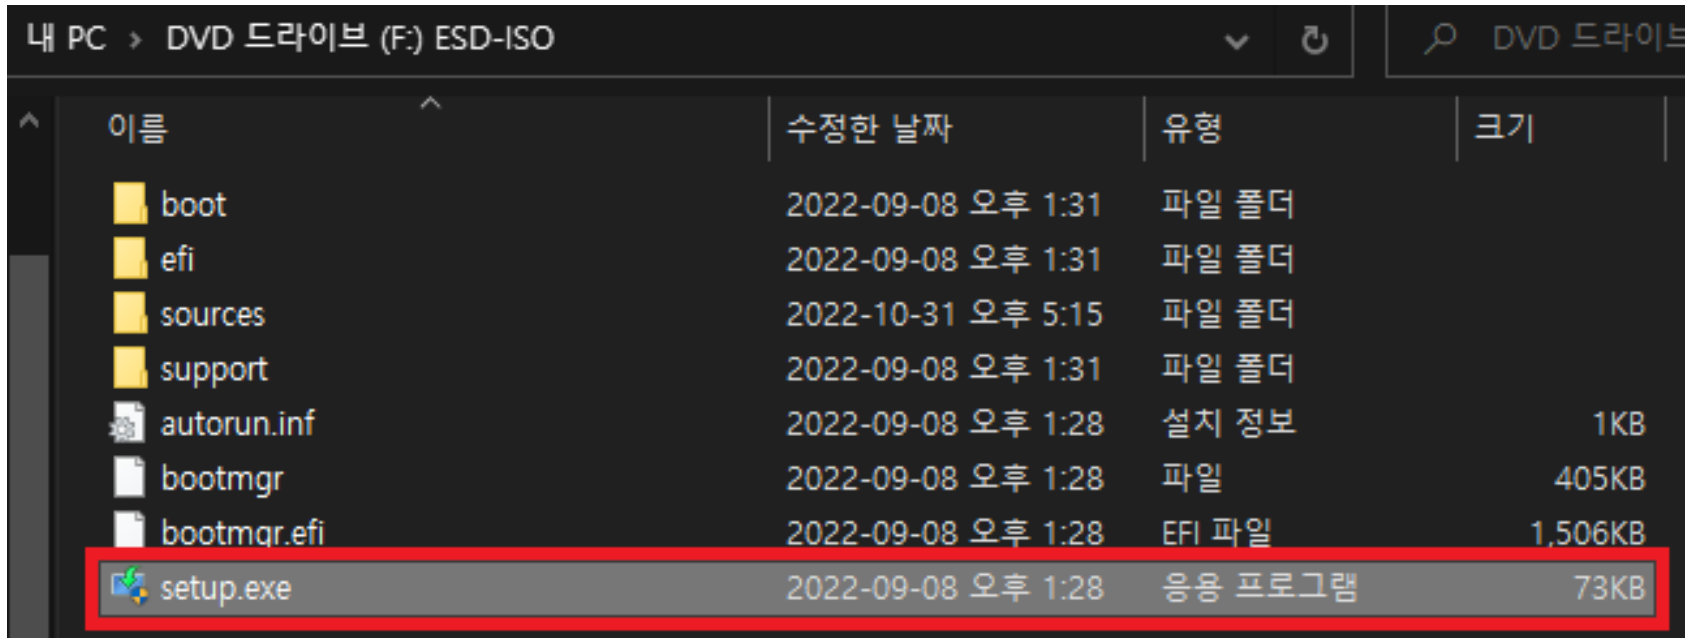 내 PC > DVD 드라이브 (F:) ESD-ISO DVD 드라이브
이름 수정한 날짜 유형 크기
boot 2022-09-08 오후 1:31 파일 폴더
efi 2022-09-08 오후 1:31 파일 폴더
sources 2022-10-31 오후 5:15 파일 폴더
support 2022-09-08 오후 1:31 파일 폴더
autorun.inf 2022-09-08 오후 1:28 설치 정보 1KB
bootmgr 2022-09-08 오후 1:28 파일 405KB
bootmgr.efi 2022-09-08 오후 1:28 EFI 파일 1,506KB
setup.exe 2022-09-08 오후 1:28 응용 프로그램 73KB